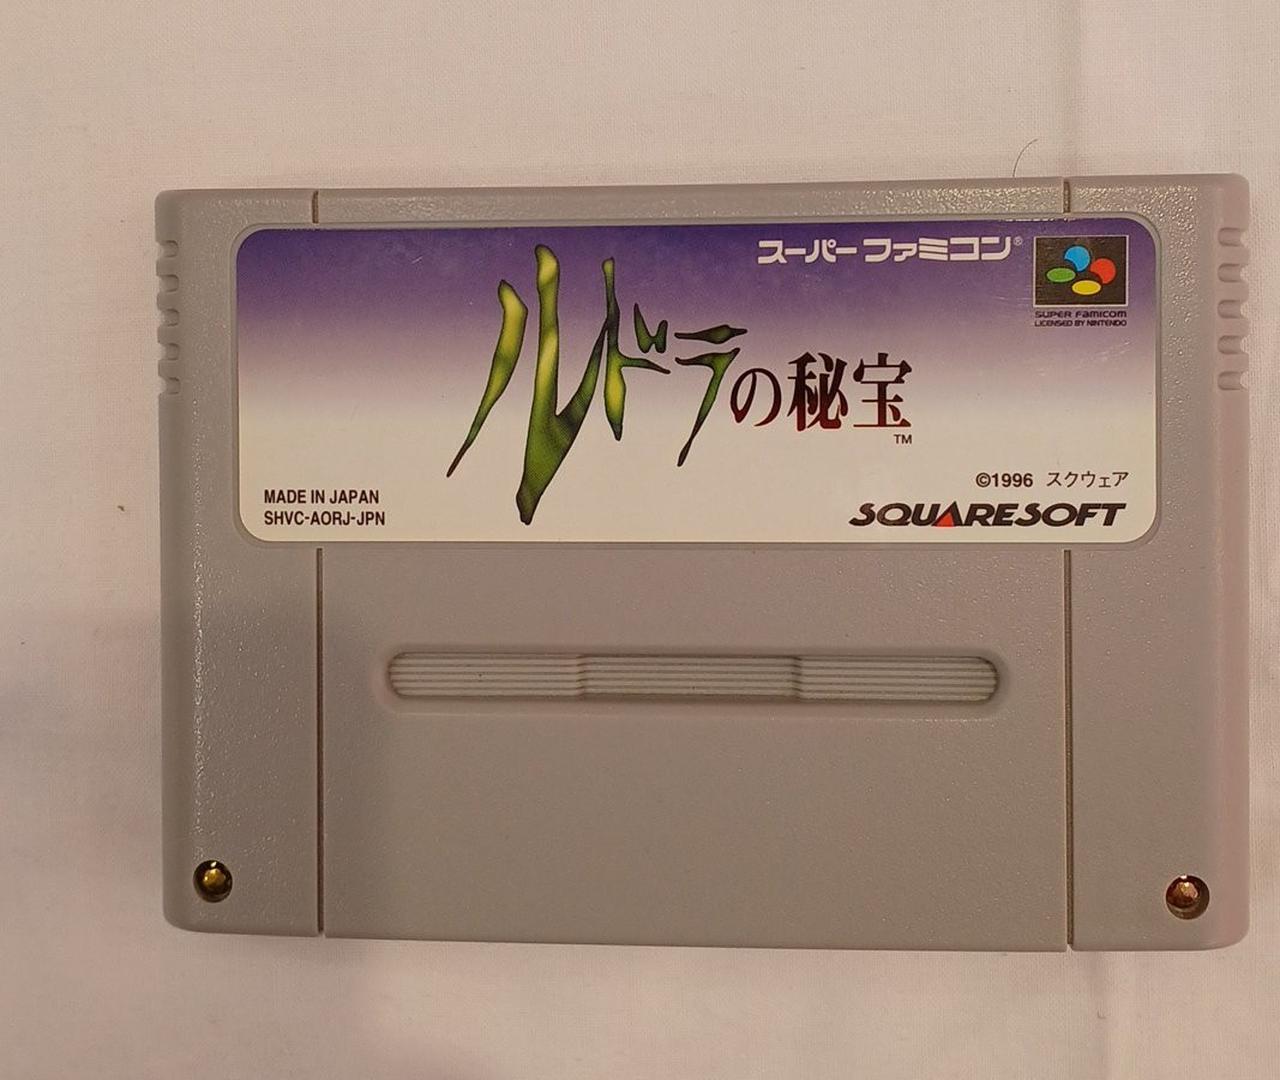 スーパーファミコン®
SUPER FAMICOM
LICENSED BY NINTENDO
ルドラの秘宝
TM
©1996 スクウェア
SQUARESOFT
MADE IN JAPAN
SHVC-AORJ-JPN